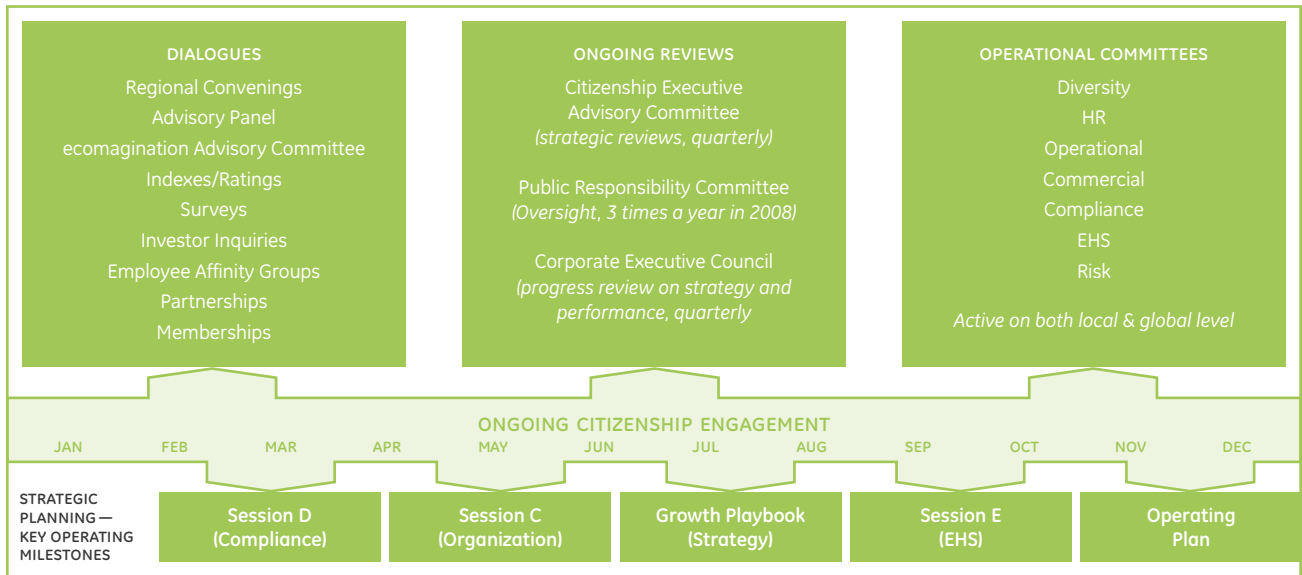 DIALOGUES
Regional Convenings
Advisory Panel
ecomagination Advisory Committee
Indexes/Ratings
Surveys
Investor Inquiries
Employee Affinity Groups
Partnerships
Memberships
ONGOING REVIEWS
Citizenship Executive
Advisory Committee
(strategic reviews, quarterly)
Public Responsibility Committee
(Oversight, 3 times a year in 2008)
Corporate Executive Council
(progress review on strategy and
performance, quarterly
OPERATIONAL COMMITTEES
Diversity
HR
Operational
Commercial
Compliance
EHS
Risk
Active on both local & global level
ONGOING CITIZENSHIP ENGAGEMENT
JAN FEB MAR APR MAY JUN JUL AUG SEP OCT NOV DEC
STRATEGIC
PLANNING —
KEY OPERATING
MILESTONES
Session D
(Compliance)
Session C
(Organization)
Growth Playbook
(Strategy)
Session E
(EHS)
Operating
Plan